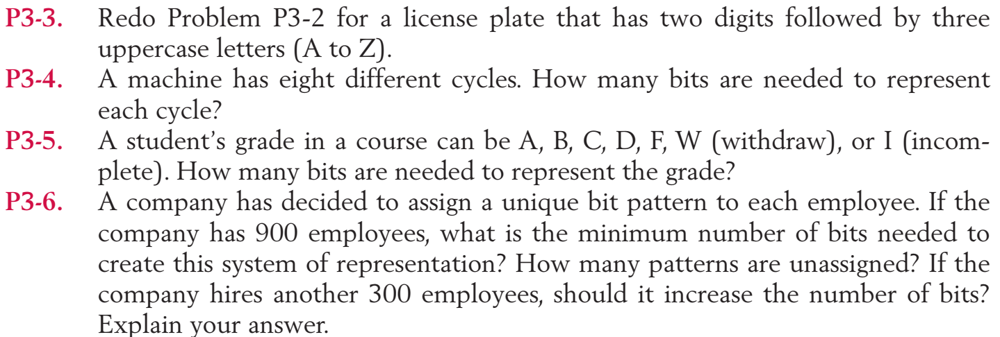 P3-3. Redo Problem P3-2 for a license plate that has two digits followed by three
uppercase letters (A to Z).
P3-4. A machine has eight different cycles. How many bits are needed to represent
each cycle?
P3-5. A student’s grade in a course can be A, B, C, D, F, W (withdraw), or I (incom-
plete). How many bits are needed to represent the grade?
P3-6. A company has decided to assign a unique bit pattern to each employee. If the
company has 900 employees, what is the minimum number of bits needed to
create this system of representation? How many patterns are unassigned? If the
company hires another 300 employees, should it increase the number of bits?
Explain your answer.